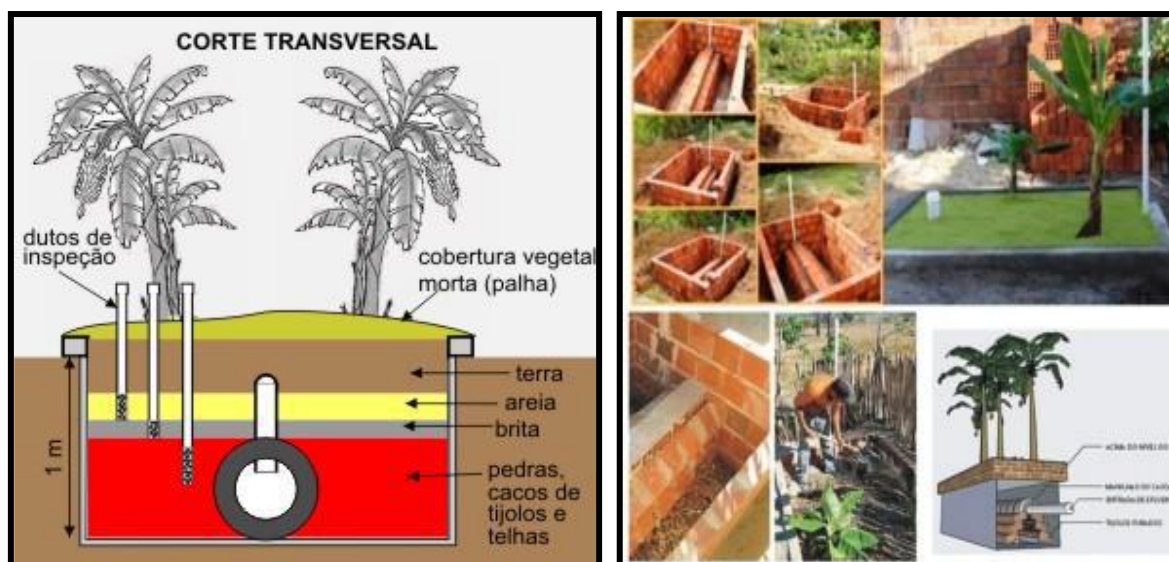 CORTE TRANSVERSAL
dutos de
inspeção
cobertura vegetal
morta (palha)
terra
areia
brita
1 m
pedras,
cacos de
tijolos e
telhas